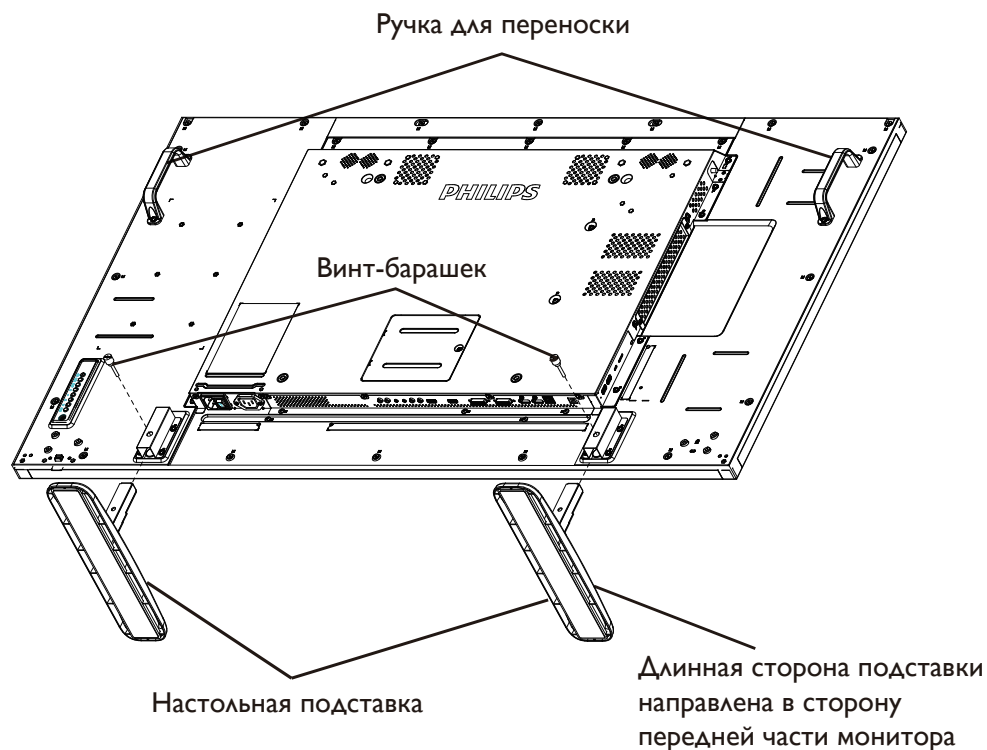 Ручка для переноски
PHILIPS
Винт-барашек
Настольная подставка
Длинная сторона подставки
направлена в сторону
передней части монитора